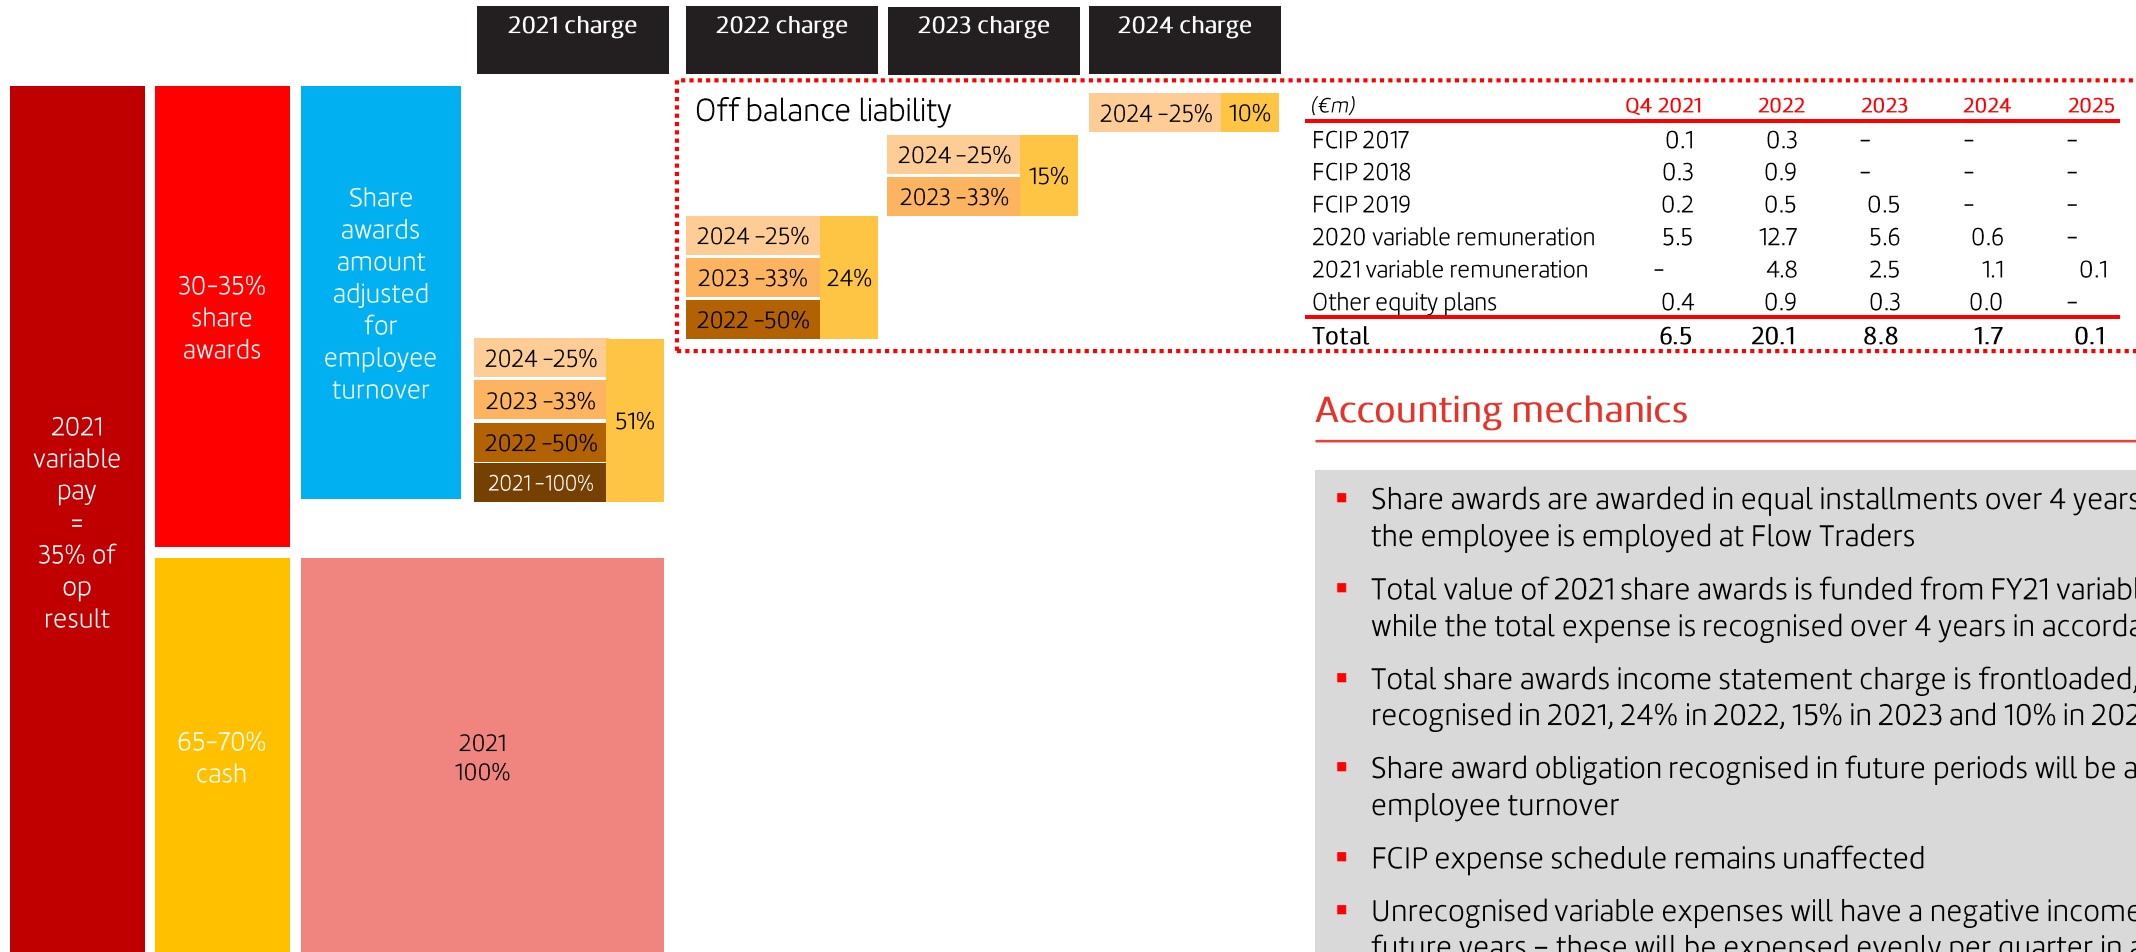 2021 charge
2022 charge
2023 charge
2024 charge
2021
variable
pay
=
35% of
op
result
30-35%
share
awards
65-70%
cash
Share
awards
amount
adjusted
for
employee
turnover
2024 -25%
2023 -33%
2022 -50%
2021 -100%
51%
2021
100%
Off balance liability
2024 -25%
2023 -33%
2022 -50%
24%
2024 -25%
2023 -33%
15%
2024 -25% 10%
(€m) Q4 2021 2022 2023 2024 2025
FCIP 2017 0.1 0.3 - - -
FCIP 2018 0.3 0.9 - - -
FCIP 2019 0.2 0.5 0.5 - -
2020 variable remuneration 5.5 12.7 5.6 0.6 -
2021 variable remuneration - 4.8 2.5 1.1 0.1
Other equity plans 0.4 0.9 0.3 0.0 -
Total 6.5 20.1 8.8 1.7 0.1
Accounting mechanics
▪ Share awards are awarded in equal installments over 4 years
the employee is employed at Flow Traders
▪ Total value of 2021 share awards is funded from FY21
while the total expense is recognised over 4 years in
▪ Total share awards income statement charge is frontloaded,
recognised in 2021, 24% in 2022, 15% in 2023 and 10% in
▪ Share award obligation recognised in future periods will be
employee turnover
▪ FCIP expense schedule remains unaffected
▪ Unrecognised variable expenses will have a negative income
future years – these will be expensed evenly per quarter in